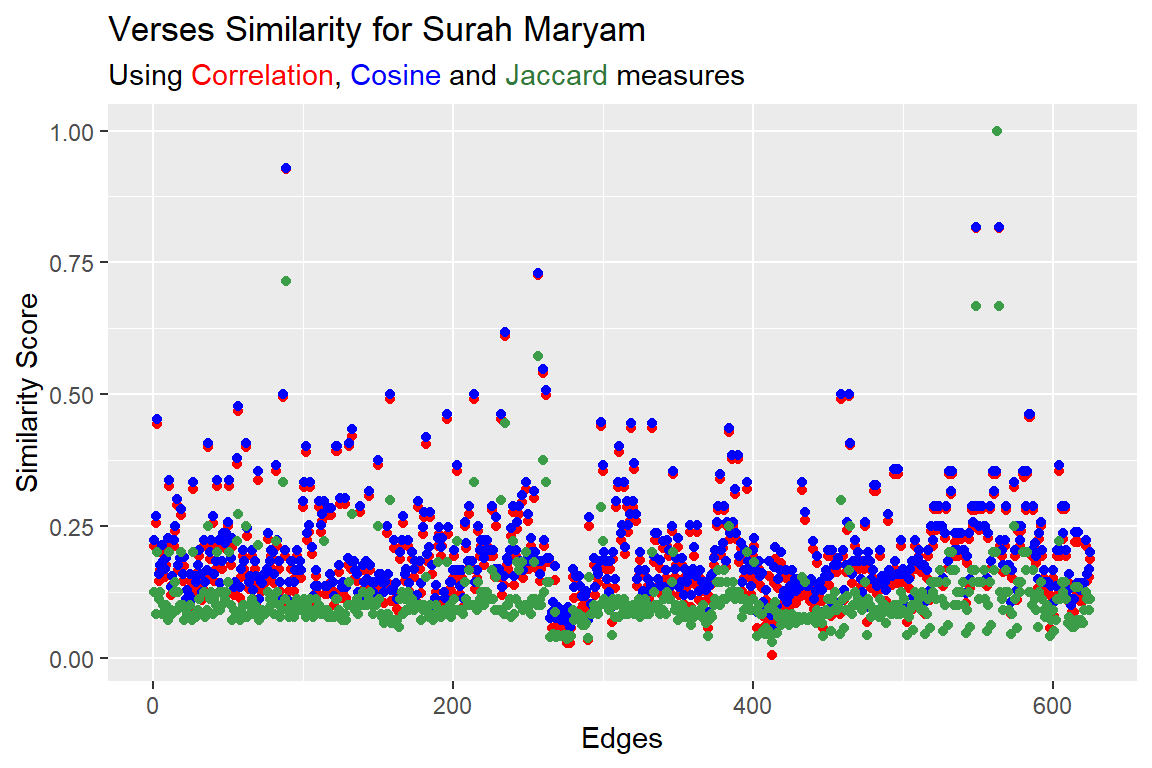 Verses Similarity for Surah Maryam
Using Correlation, Cosine and Jaccard measures
1.00
0.75
0.50
0.25
0.00
Similarity Score
0 200 400 600
Edges